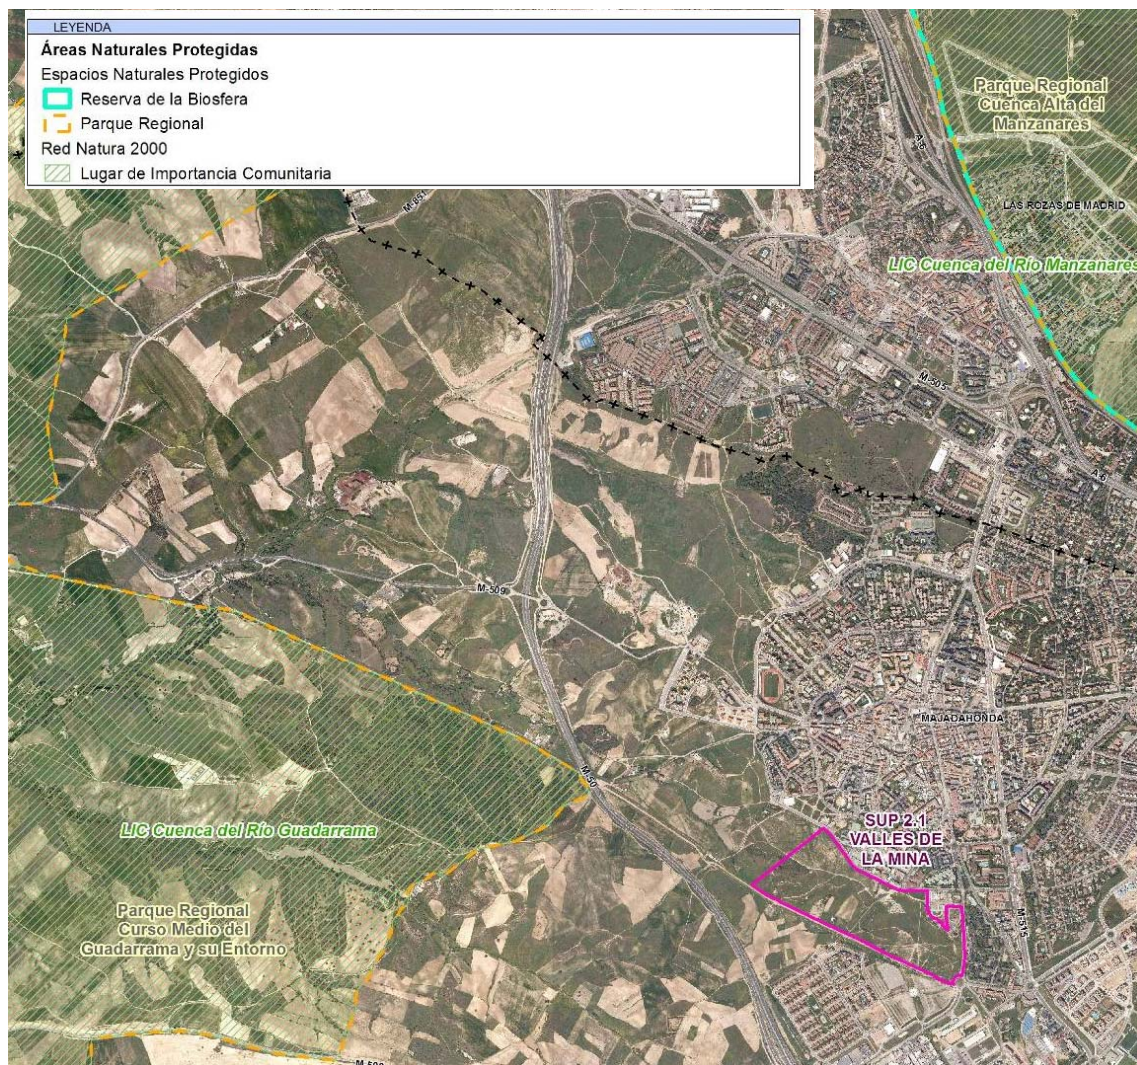 LEYENDA
Áreas Naturales Protegidas
Espacios Naturales Protegidos
Reserva de la Biosfera
Parque Regional
Red Natura 2000
Lugar de Importancia Comunitaria
Parque Regional
Cuenca Alta del
Manzanares
A-6
M-851
LAS ROZAS DE MADRID
LIC Cuenca del Río Manzanares
M-505
A-6
M-509
MAJADAHONDA
M-50
SUP 2.1
VALLES DE
LA MINA
LIC Cuenca del Río Guadarrama
Parque Regional
Curso Medio del
Guadarrama y su Entorno
M-515